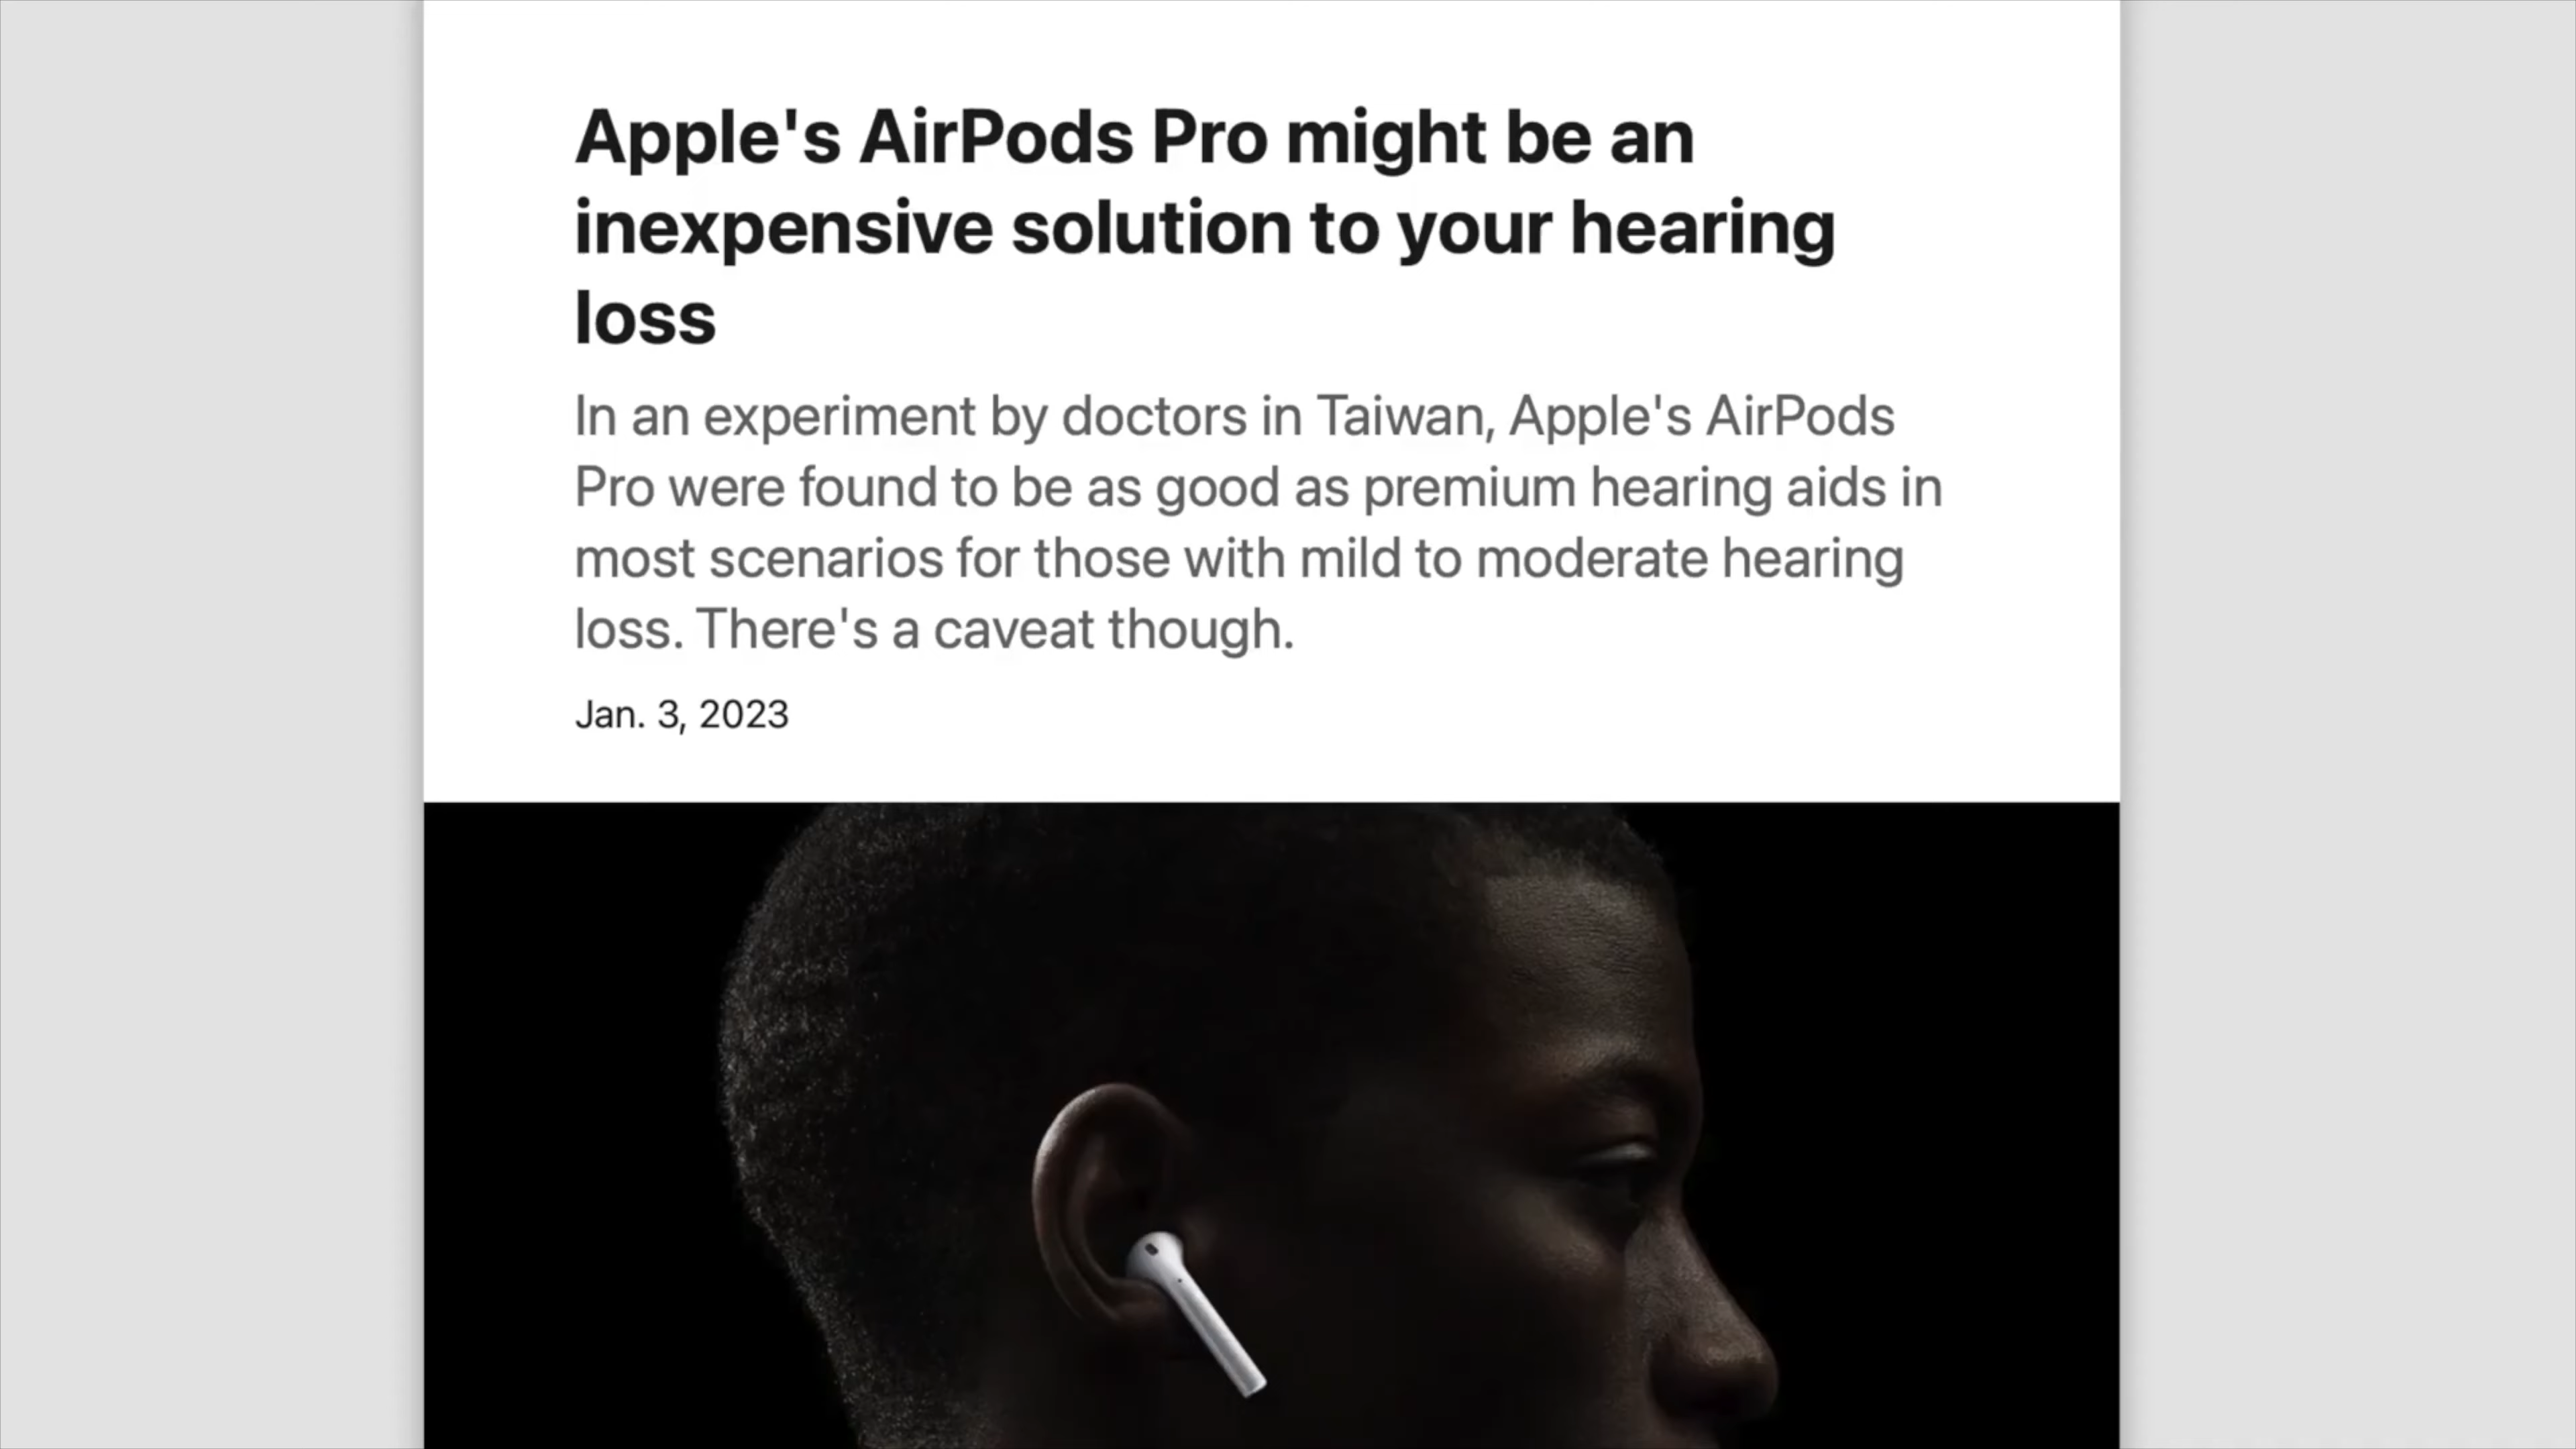 Apple's AirPods Pro might be an
inexpensive solution to your hearing
loss
In an experiment by doctors in Taiwan, Apple's AirPods
Pro were found to be as good as premium hearing aids in
most scenarios for those with mild to moderate hearing
loss. There's a caveat though.
Jan. 3, 2023